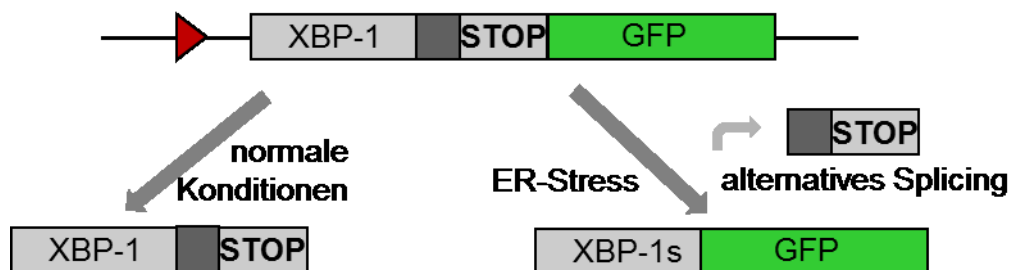 XBP-1 STOP GFP
normale
Konditionen
ER-Stress
STOP
alternatives Splicing
XBP-1 STOP
XBP-1s GFP